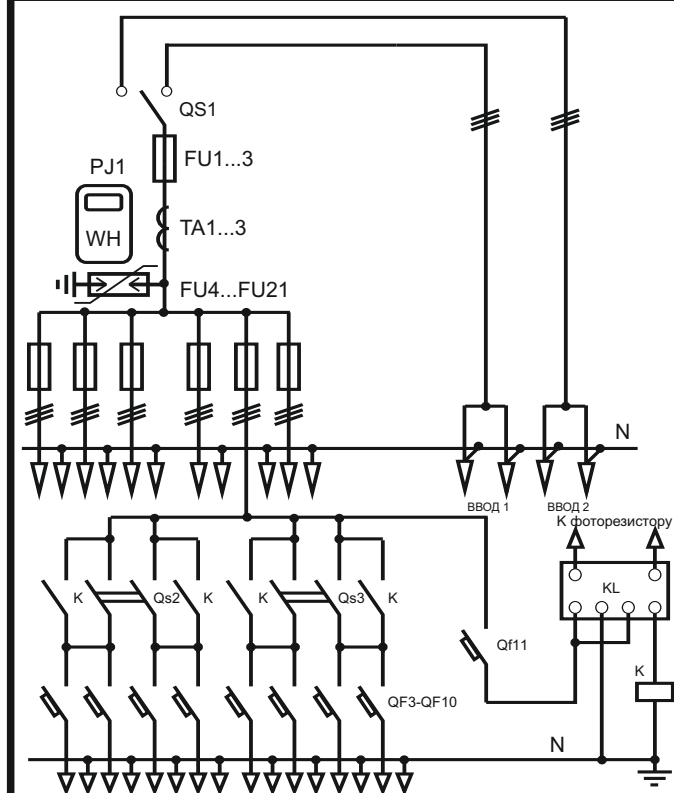 QS1
FU1...3
PJ1
WH
TA1...3
FU4...FU21
N
ВВОД 1
ВВОД 2
К фоторезистору
KL
K
Qs2
K
K
Qs3
K
Qf11
K
QF3-QF10
N